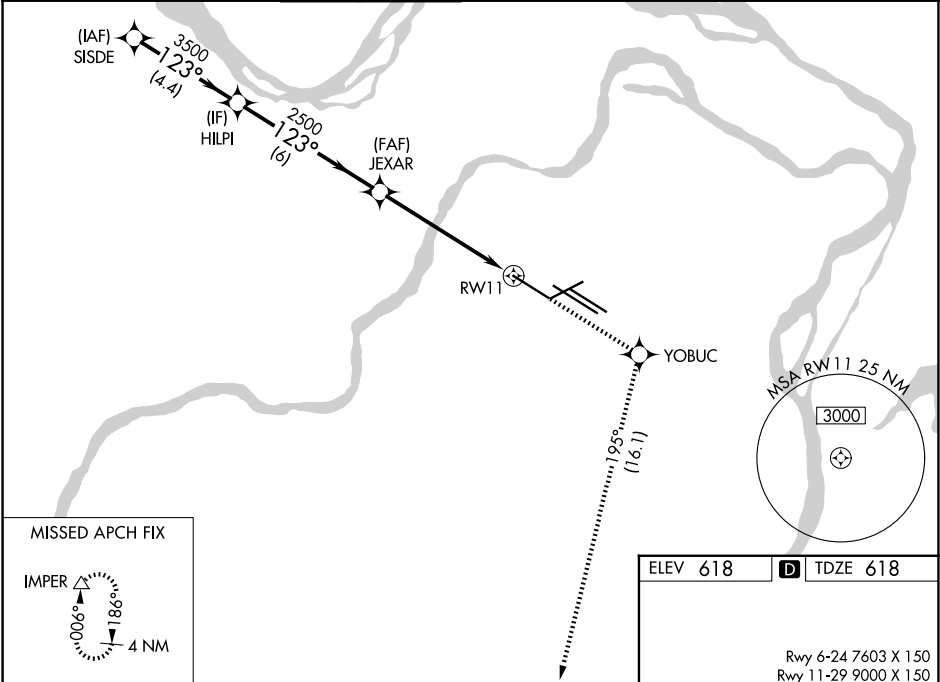 (IAF)
SISDE
3500
123°
(4.4)
(IF)
HILPI
2500
123°
(6)
(FAF)
JEXAR
RW11
YOBUC
195°
(16.1)
MSA RW11 25 NM
3000
MISSED APCH FIX
IMPER
006°
186°
4 NM
ELEV 618 D TDZE 618
Rwy 6-24 7603 X 150
Rwy 11-29 9000 X 150